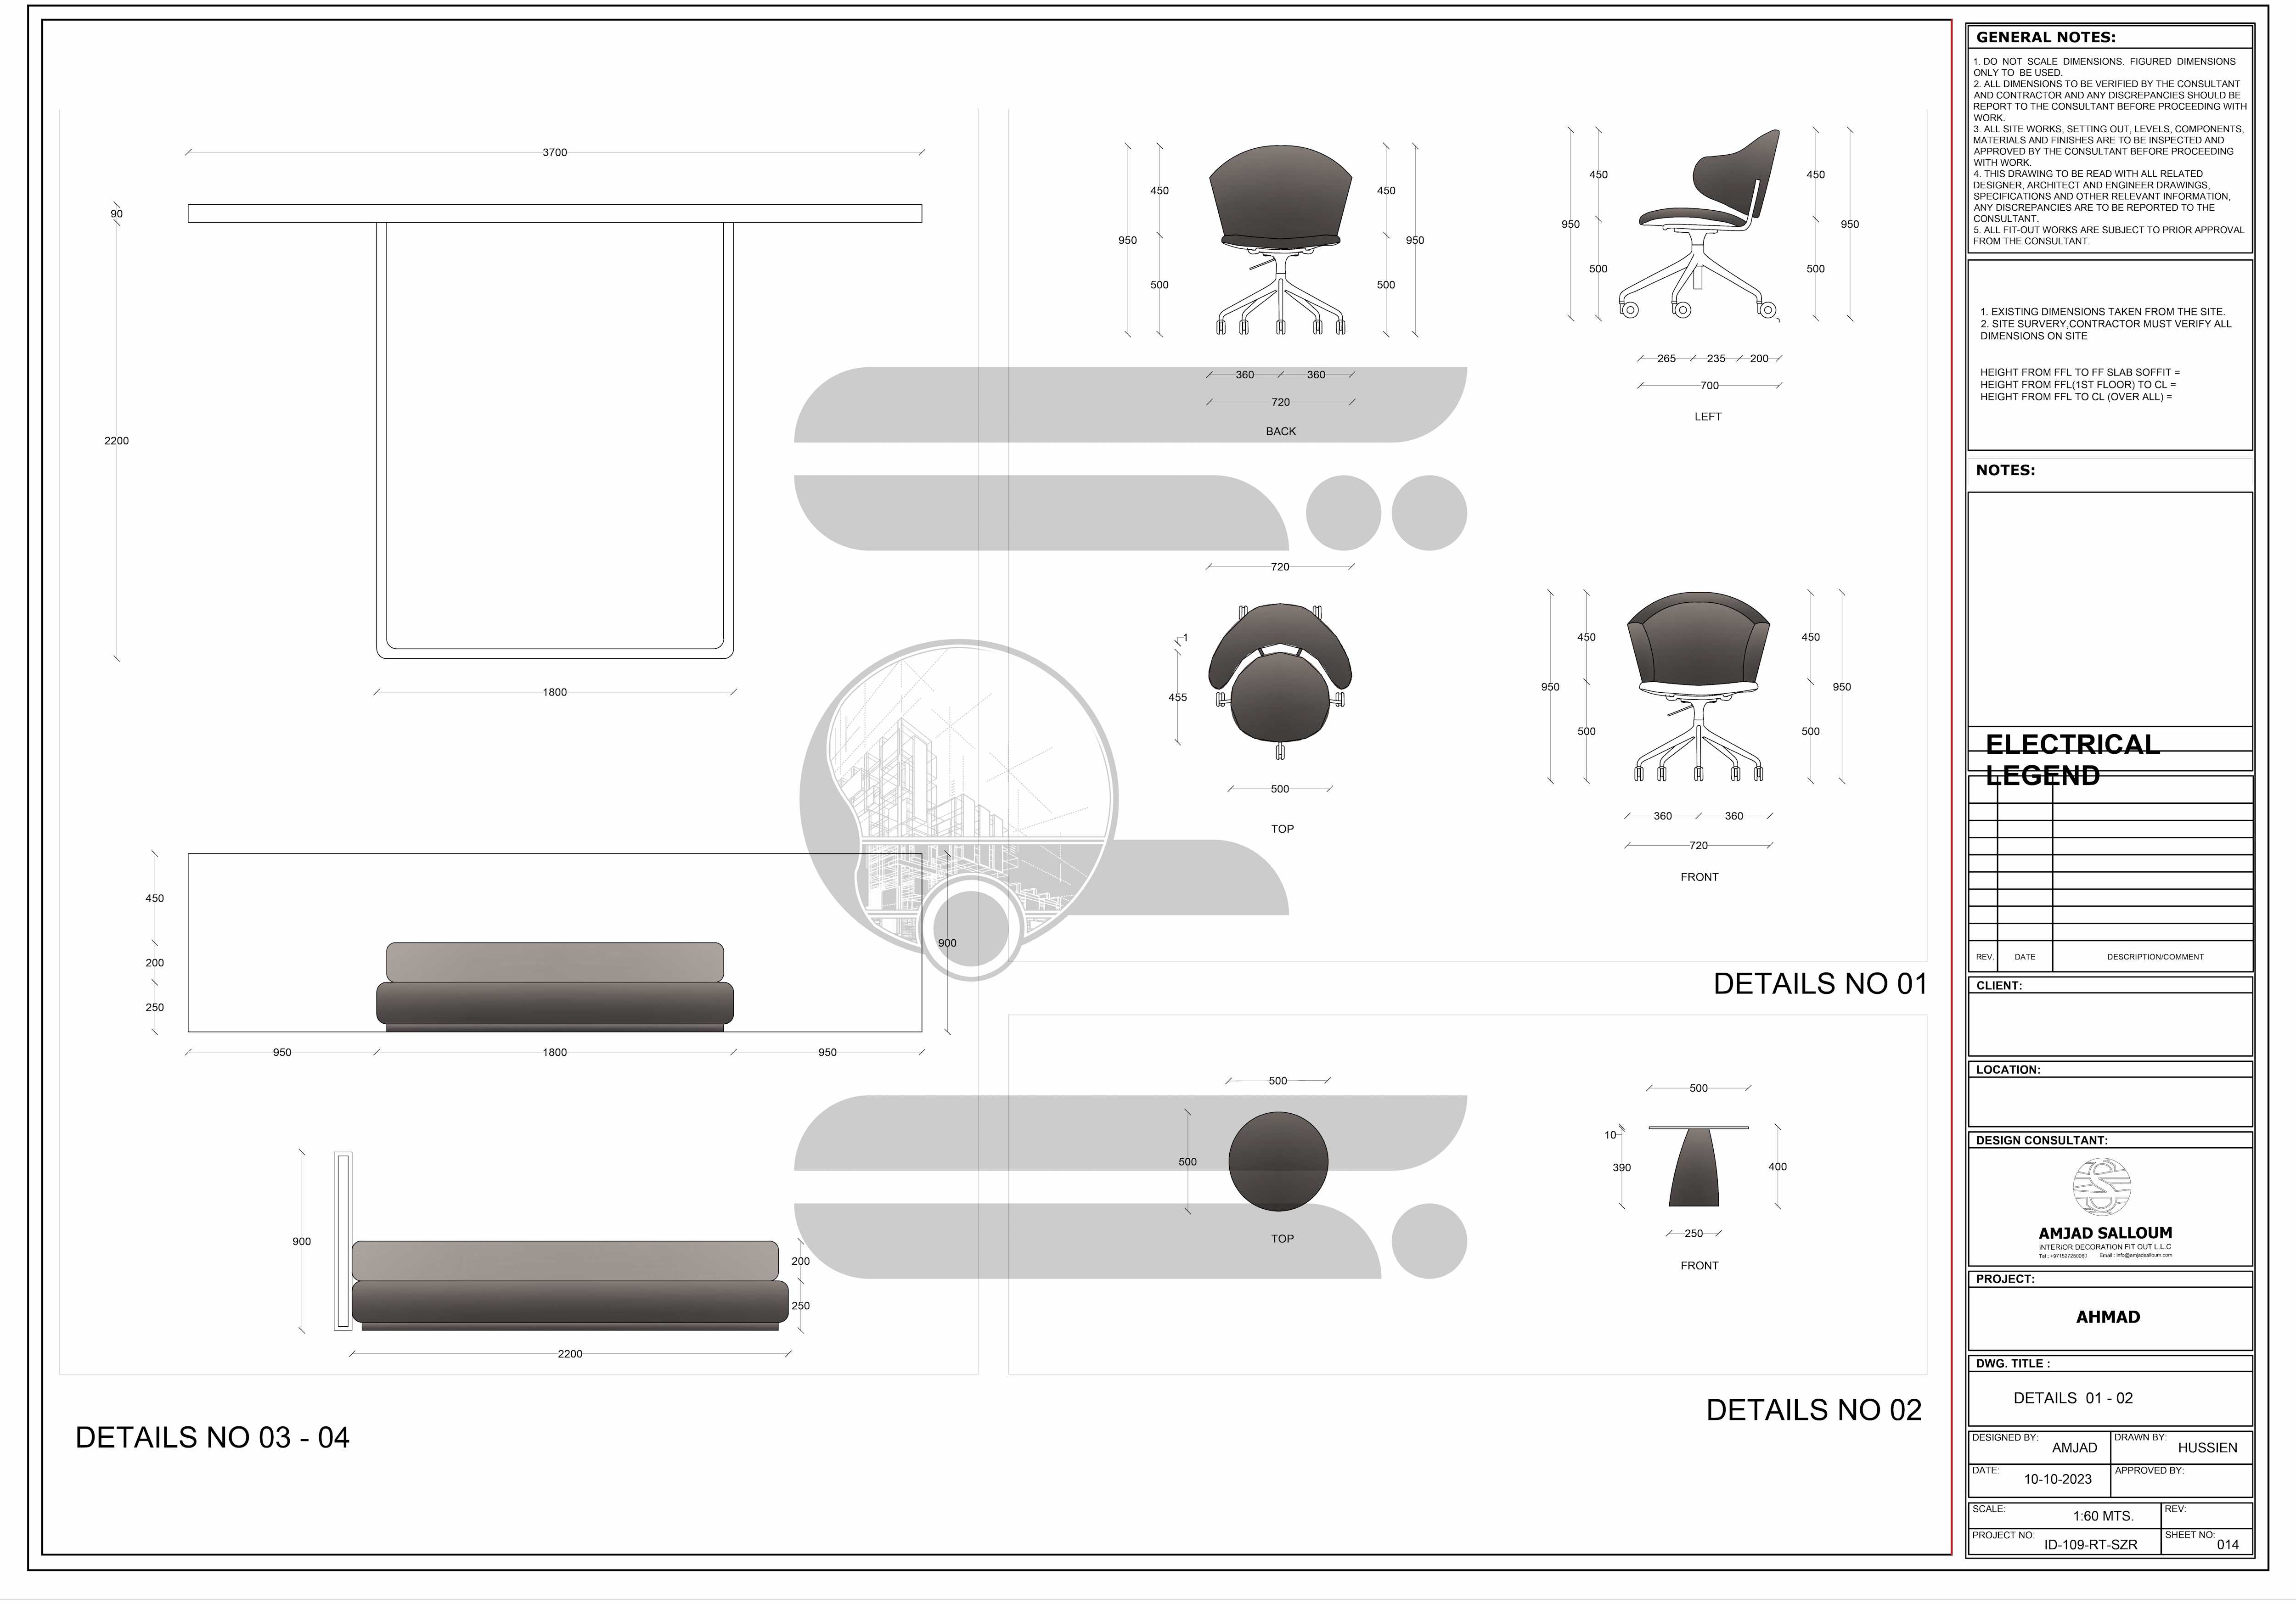 3700
90
2200
1800
450
200
250
900
950
1800
950
900
200
250
2200
DETAILS NO 03 - 04
450
950
500
450
950
500
360
360
720
BACK
450
950
500
450
950
500
265
235
200
700
LEFT
720
1
455
500
TOP
450
950
500
450
950
500
360
360
720
FRONT
DETAILS NO 01
500
500
TOP
500
10
390
400
250
FRONT
DETAILS NO 02
GENERAL NOTES:
1. DO NOT SCALE DIMENSIONS. FIGURED DIMENSIONS
ONLY TO BE USED.
2. ALL DIMENSIONS TO BE VERIFIED BY THE CONSULTANT
AND CONTRACTOR AND ANY DISCREPANCIES SHOULD BE
REPORT TO THE CONSULTANT BEFORE PROCEEDING WITH
WORK.
3. ALL SITE WORKS, SETTING OUT, LEVELS, COMPONENTS,
MATERIALS AND FINISHES ARE TO BE INSPECTED AND
APPROVED BY THE CONSULTANT BEFORE PROCEEDING
WITH WORK.
4. THIS DRAWING TO BE READ WITH ALL RELATED
DESIGNER, ARCHITECT AND ENGINEER DRAWINGS,
SPECIFICATIONS AND OTHER RELEVANT INFORMATION,
ANY DISCREPANCIES ARE TO BE REPORTED TO THE
CONSULTANT.
5. ALL FIT-OUT WORKS ARE SUBJECT TO PRIOR APPROVAL
FROM THE CONSULTANT.
1. EXISTING DIMENSIONS TAKEN FROM THE SITE.
2. SITE SURVERY,CONTRACTOR MUST VERIFY ALL
DIMENSIONS ON SITE
HEIGHT FROM FFL TO FF SLAB SOFFIT =
HEIGHT FROM FFL(1ST FLOOR) TO CL =
HEIGHT FROM FFL TO CL (OVER ALL) =
NOTES:
ELECTRICAL
LEGEND
REV. DATE DESCRIPTION/COMMENT
CLIENT:
LOCATION:
DESIGN CONSULTANT:
AMJAD SALLOUM
INTERIOR DECORATION FIT OUT L.L.C
Tel : +971527250060 Email : info@amjadsalloum.com
PROJECT:
AHMAD
DWG. TITLE :
DETAILS 01 - 02
DESIGNED BY: AMJAD
DRAWN BY: HUSSIEN
DATE: 10-10-2023
APPROVED BY:
SCALE: 1:60 MTS.
REV:
PROJECT NO: ID-109-RT-SZR
SHEET NO: 014